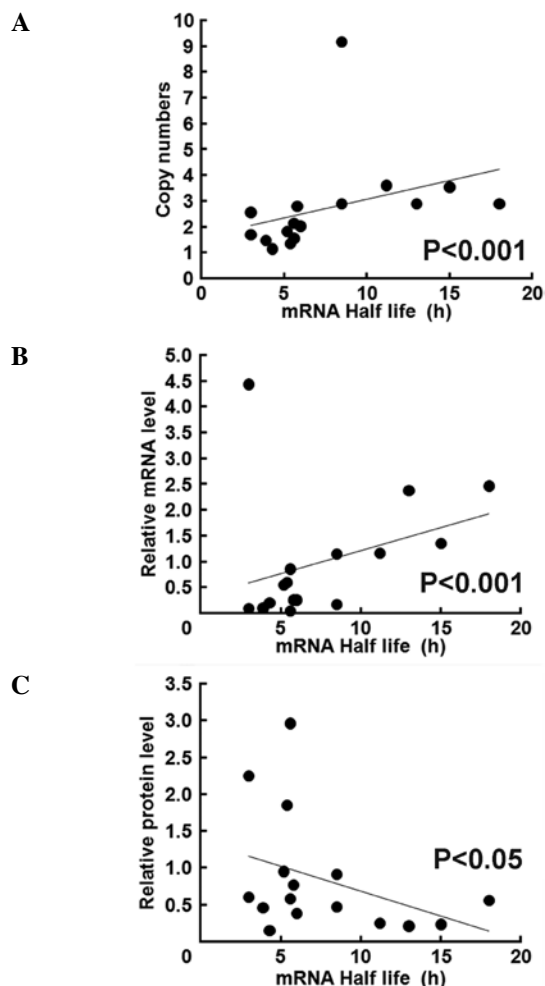 A
Copy numbers
10
9
8
7
6
5
4
3
2
1
0
P<0.001
0 5 10 15 20
mRNA Half life (h)
B
Relative mRNA level
5.0
4.5
4.0
3.5
3.0
2.5
2.0
1.5
1.0
0.5
P<0.001
0 5 10 15 20
mRNA Half life (h)
C
Relative protein level
3.5
3.0
2.5
2.0
1.5
1.0
0.5
P<0.05
0 5 10 15 20
mRNA Half life (h)